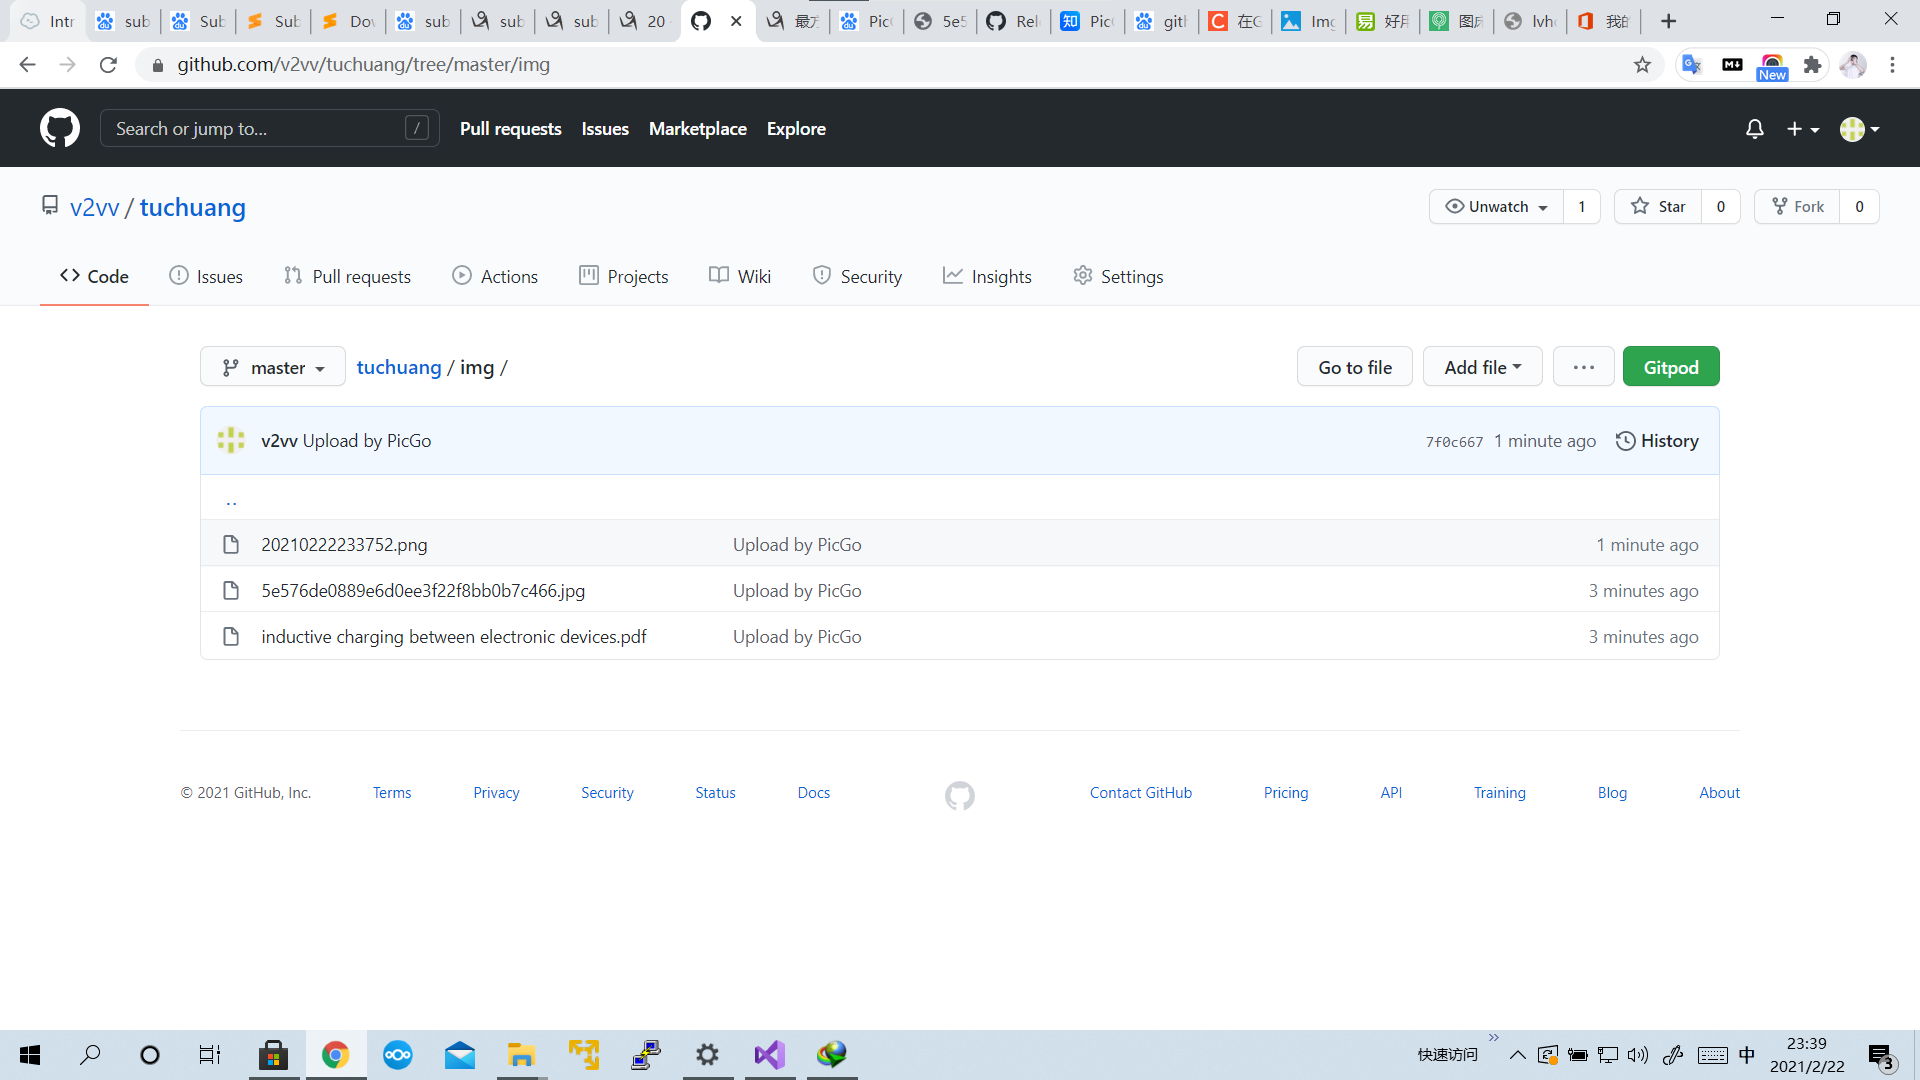 Intr sub Sub Sub Dov sub sub sub 20 最方 PicG 5e5 Rel 知 PicG gith C 在G Img 易 好用 图床 lvh 我的
github.com/v2vv/tuchuang/tree/master/img
New
Search or jump to... / Pull requests Issues Marketplace Explore
v2vv / tuchuang Unwatch 1 Star 0 Fork 0
Code Issues Pull requests Actions Projects Wiki Security Insights Settings
master tuchuang / img / Go to file Add file ... Gitpod
v2vv Upload by PicGo 7f0c667 1 minute ago History
..
20210222233752.png Upload by PicGo 1 minute ago
5e576de0889e6d0ee3f22f8bb0b7c466.jpg Upload by PicGo 3 minutes ago
inductive charging between electronic devices.pdf Upload by PicGo 3 minutes ago
© 2021 GitHub, Inc. Terms Privacy Security Status Docs Contact GitHub Pricing API Training Blog About
快速访问 中 23:39
2021/2/22 3